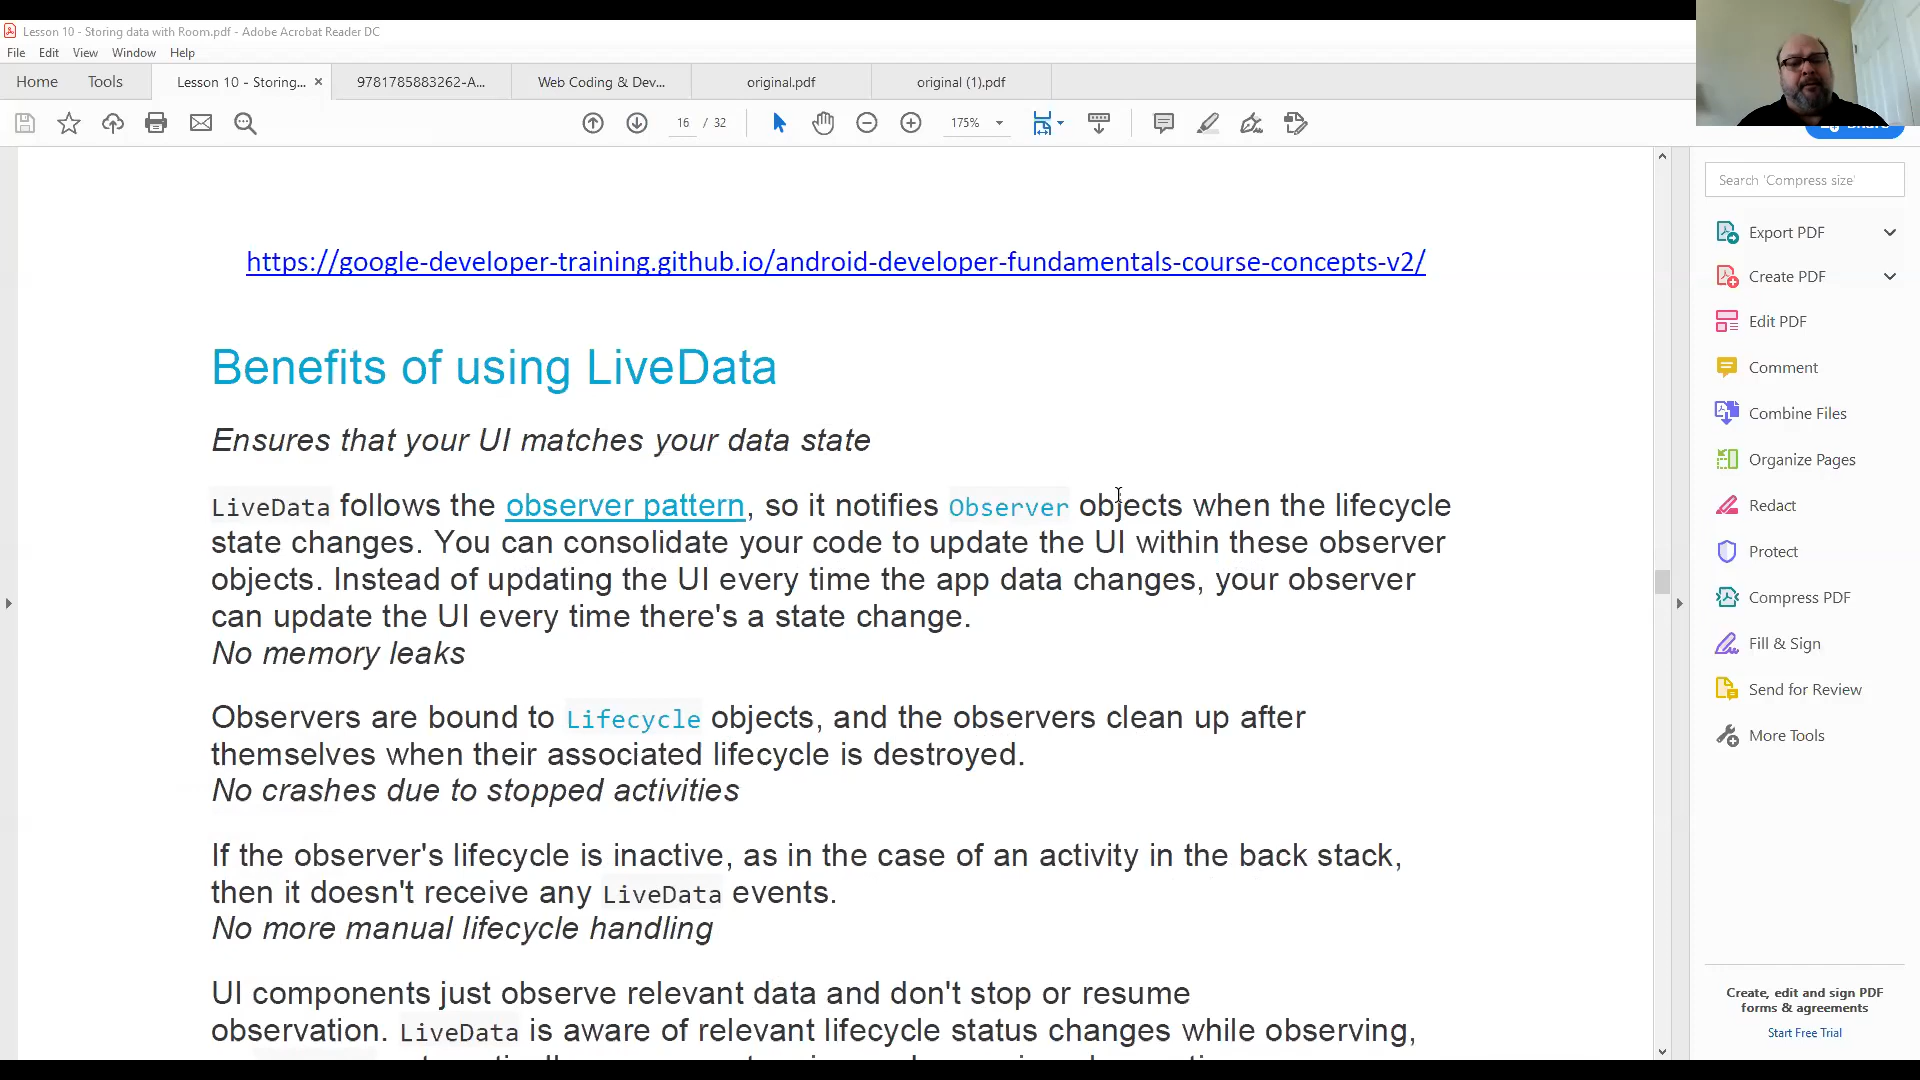 Lesson 10 - Storing data with Room.pdf - Adobe Acrobat Reader DC
File Edit View Window Help
Home Tools Lesson 10 - Storing... × 9781785883262-A... Web Coding & Dev... original.pdf original (1).pdf
16 / 32 175%
Search 'Compress size'
Export PDF
Create PDF
Edit PDF
Comment
Combine Files
Organize Pages
Redact
Protect
Compress PDF
Fill & Sign
Send for Review
More Tools
Create, edit and sign PDF
forms & agreements
Start Free Trial
https://google-developer-training.github.io/android-developer-fundamentals-course-concepts-v2/
Benefits of using LiveData
Ensures that your UI matches your data state
LiveData follows the observer pattern, so it notifies Observer objects when the lifecycle
state changes. You can consolidate your code to update the UI within these observer
objects. Instead of updating the UI every time the app data changes, your observer
can update the UI every time there's a state change.
No memory leaks
Observers are bound to Lifecycle objects, and the observers clean up after
themselves when their associated lifecycle is destroyed.
No crashes due to stopped activities
If the observer's lifecycle is inactive, as in the case of an activity in the back stack,
then it doesn't receive any LiveData events.
No more manual lifecycle handling
UI components just observe relevant data and don't stop or resume
observation. LiveData is aware of relevant lifecycle status changes while observing,